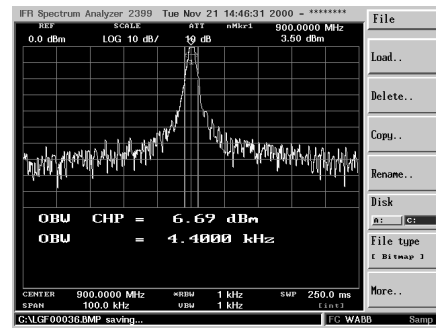 IFR Spectrum Analyzer 2399 Tue Nov 21 14:46:31 2000 - ********
REF SCALE ATT nMkr1 900.0000 MHz
0.0 dBm LOG 10 dB/ 10 dB 3.50 dBm
OBW CHP = 6.69 dBm
OBW = 4.4000 kHz
CENTER 900.0000 MHz *RBW 1 kHz SWP 250.0 ms
SPAN 100.0 kHz VBW 1 kHz [int]
C:\LGF00036.BMP saving... FC WABB Samp
File
Load..
Delete..
Copy..
Rename..
Disk
A: C:
File type
[ Bitmap ]
More..